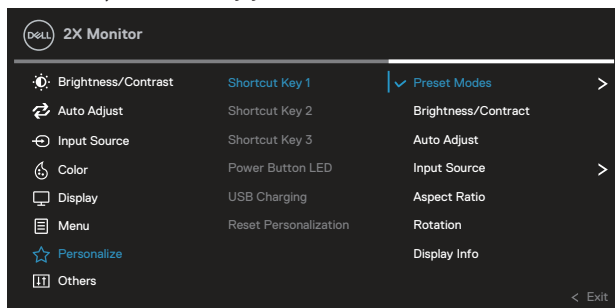 DELL
2X Monitor
Brightness/Contrast
Auto Adjust
Input Source
Color
Display
Menu
Personalize
Others
Shortcut Key 1
Shortcut Key 2
Shortcut Key 3
Power Button LED
USB Charging
Reset Personalization
Preset Modes >
Brightness/Contract
Auto Adjust
Input Source >
Aspect Ratio
Rotation
Display Info
< Exit